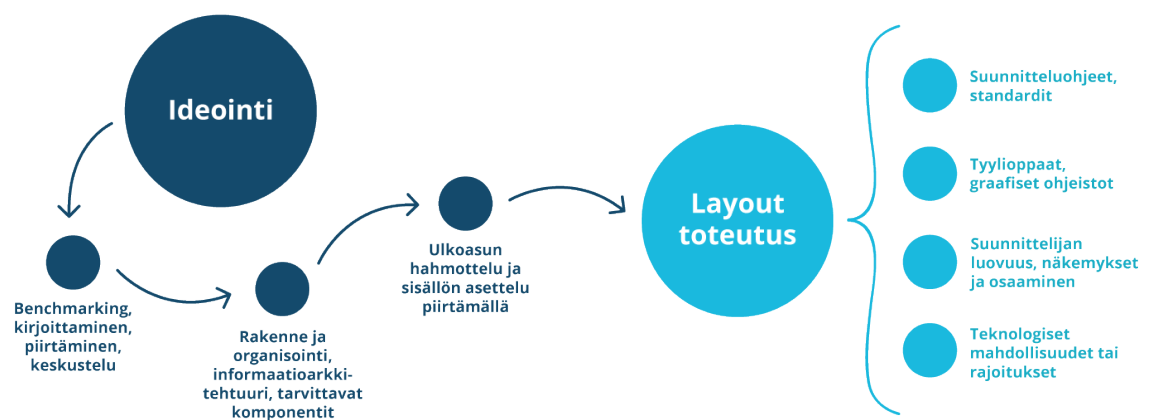 Ideointi
Benchmarking,
kirjoittaminen,
piirtäminen,
keskustelu
Rakenne ja
organisointi,
informaatioarkki-
tehtuuri, tarvittavat
komponentit
Ulkoasun
hahmottelu ja
sisällön asettelu
piirtämällä
Layout
toteutus
Suunnitteluohjeet,
standardit
Tyylioppaat,
graafiset ohjeistot
Suunnittelijan
luovuus, näkemykset
ja osaaminen
Teknologiset
mahdollisuudet tai
rajoitukset